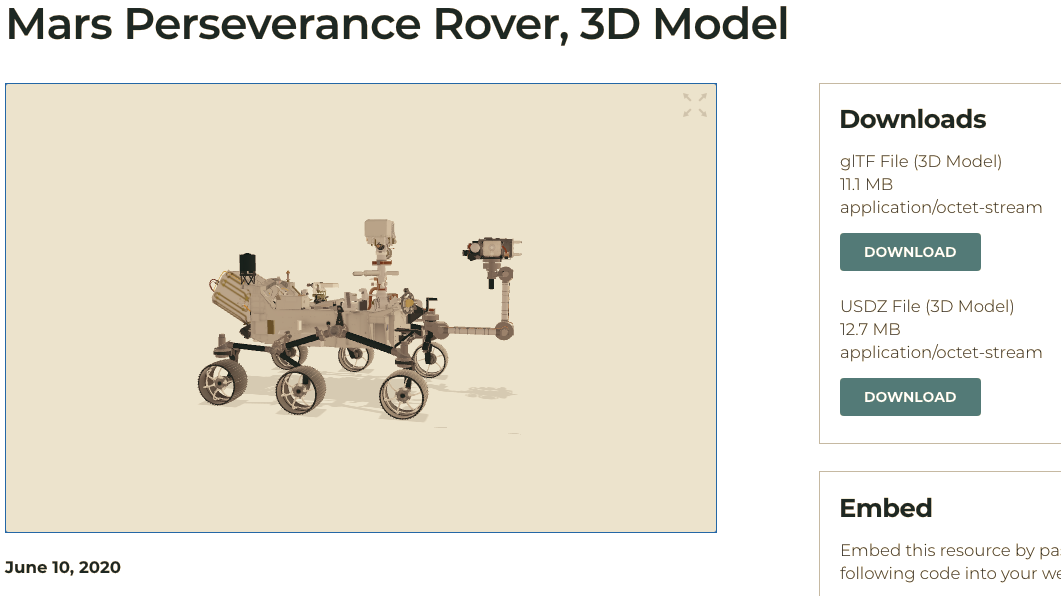 Mars Perseverance Rover, 3D Model
Downloads
glTF File (3D Model)
11.1 MB
application/octet-stream
DOWNLOAD
USDZ File (3D Model)
12.7 MB
application/octet-stream
DOWNLOAD
Embed
Embed this resource by pa
following code into your we
June 10, 2020